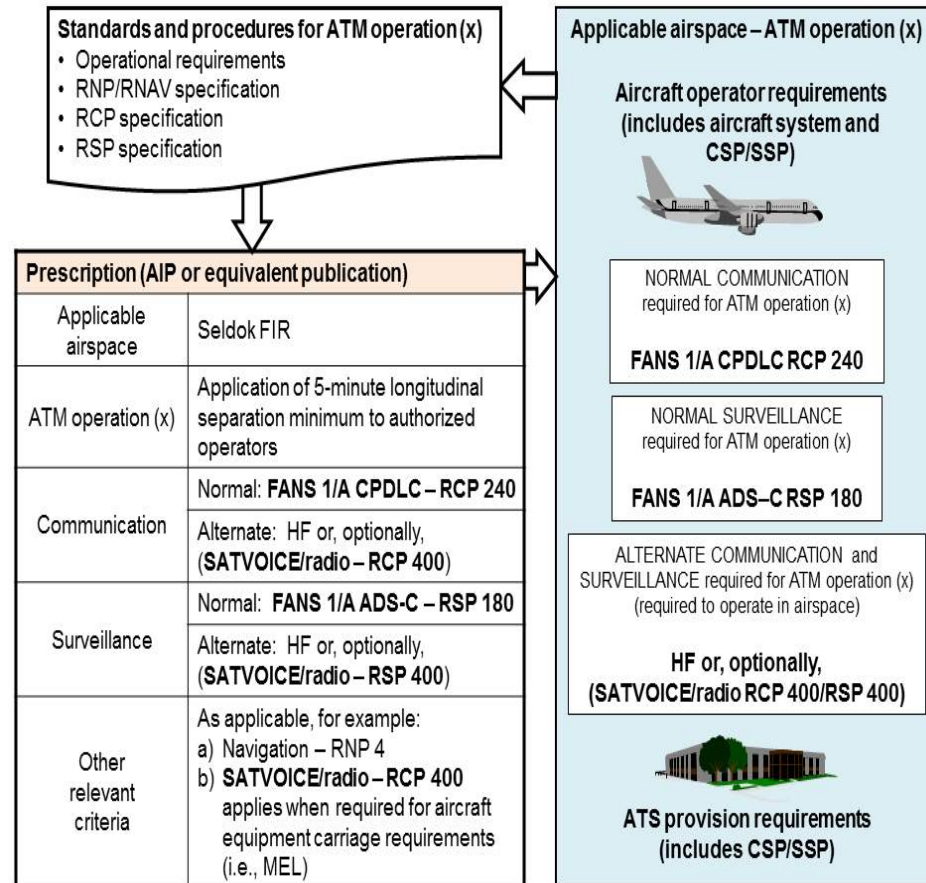 Standards and procedures for ATM operation (x)
• Operational requirements
• RNP/RNAV specification
• RCP specification
• RSP specification
Prescription (AIP or equivalent publication)
Applicable
airspace
Seldok FIR
ATM operation (x)
Application of 5-minute longitudinal
separation minimum to authorized
operators
Communication
Normal: FANS 1/A CPDLC – RCP 240
Alternate: HF or, optionally,
(SATVOICE/radio – RCP 400)
Surveillance
Normal: FANS 1/A ADS-C – RSP 180
Alternate: HF or, optionally,
(SATVOICE/radio – RSP 400)
Other
relevant
criteria
As applicable, for example:
a) Navigation – RNP 4
b) SATVOICE/radio – RCP 400
applies when required for aircraft
equipment carriage requirements
(i.e., MEL)
Applicable airspace – ATM operation (x)
Aircraft operator requirements
(includes aircraft system and
CSP/SSP)
NORMAL COMMUNICATION
required for ATM operation (x)
FANS 1/A CPDLC RCP 240
NORMAL SURVEILLANCE
required for ATM operation (x)
FANS 1/A ADS–C RSP 180
ALTERNATE COMMUNICATION and
SURVEILLANCE required for ATM operation (x)
(required to operate in airspace)
HF or, optionally,
(SATVOICE/radio RCP 400/RSP 400)
ATS provision requirements
(includes CSP/SSP)